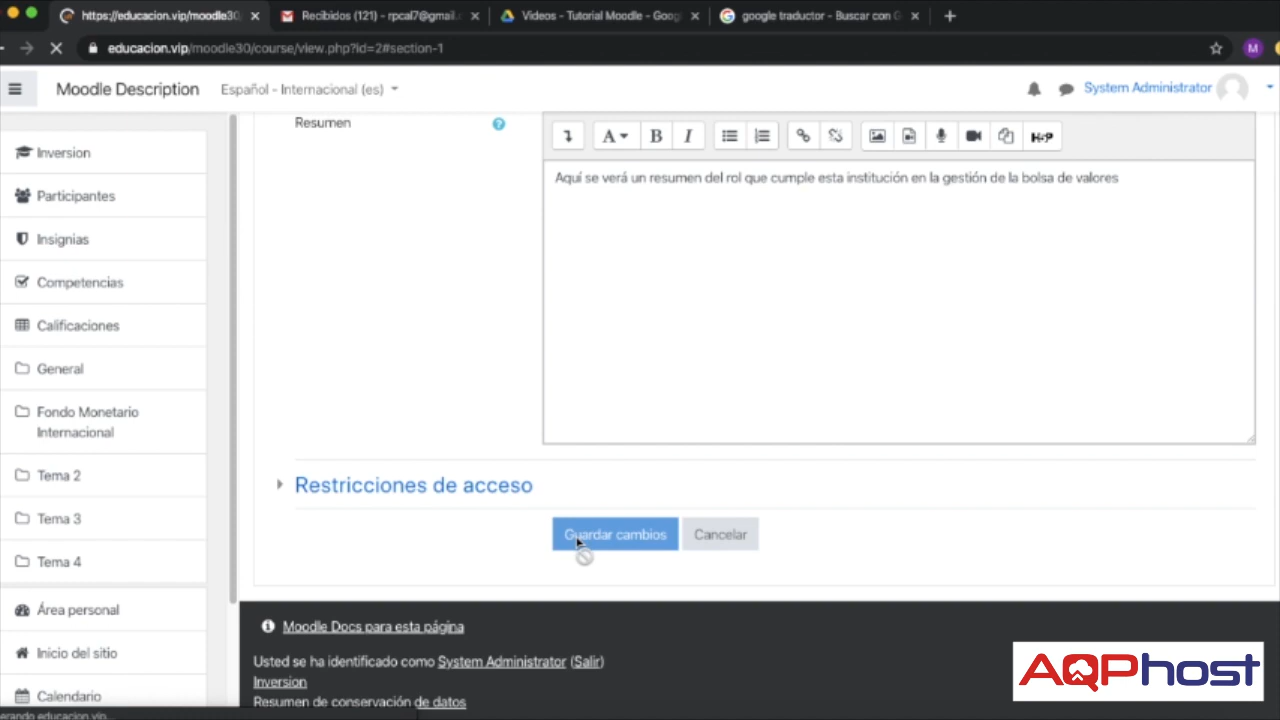 https://educacion.vip/moodle30
Recibidos (121) - rpcal7@gmail.
Videos - Tutorial Moodle - Goog
google traductor - Buscar con G
educacion.vip/moodle30/course/view.php?id=2#section-1
M
Moodle Description
Español - Internacional (es)
System Administrator
Inversion
Participantes
Insignias
Competencias
Calificaciones
General
Fondo Monetario
Internacional
Tema 2
Tema 3
Tema 4
Área personal
Inicio del sitio
Calendario
Resumen
A
B
I
H-P
Aquí se verá un resumen del rol que cumple esta institución en la gestión de la bolsa de valores
Restricciones de acceso
Guardar cambios
Cancelar
Moodle Docs para esta página
Usted se ha identificado como System Administrator (Salir)
Inversion
Resumen de conservación de datos
AQPhost